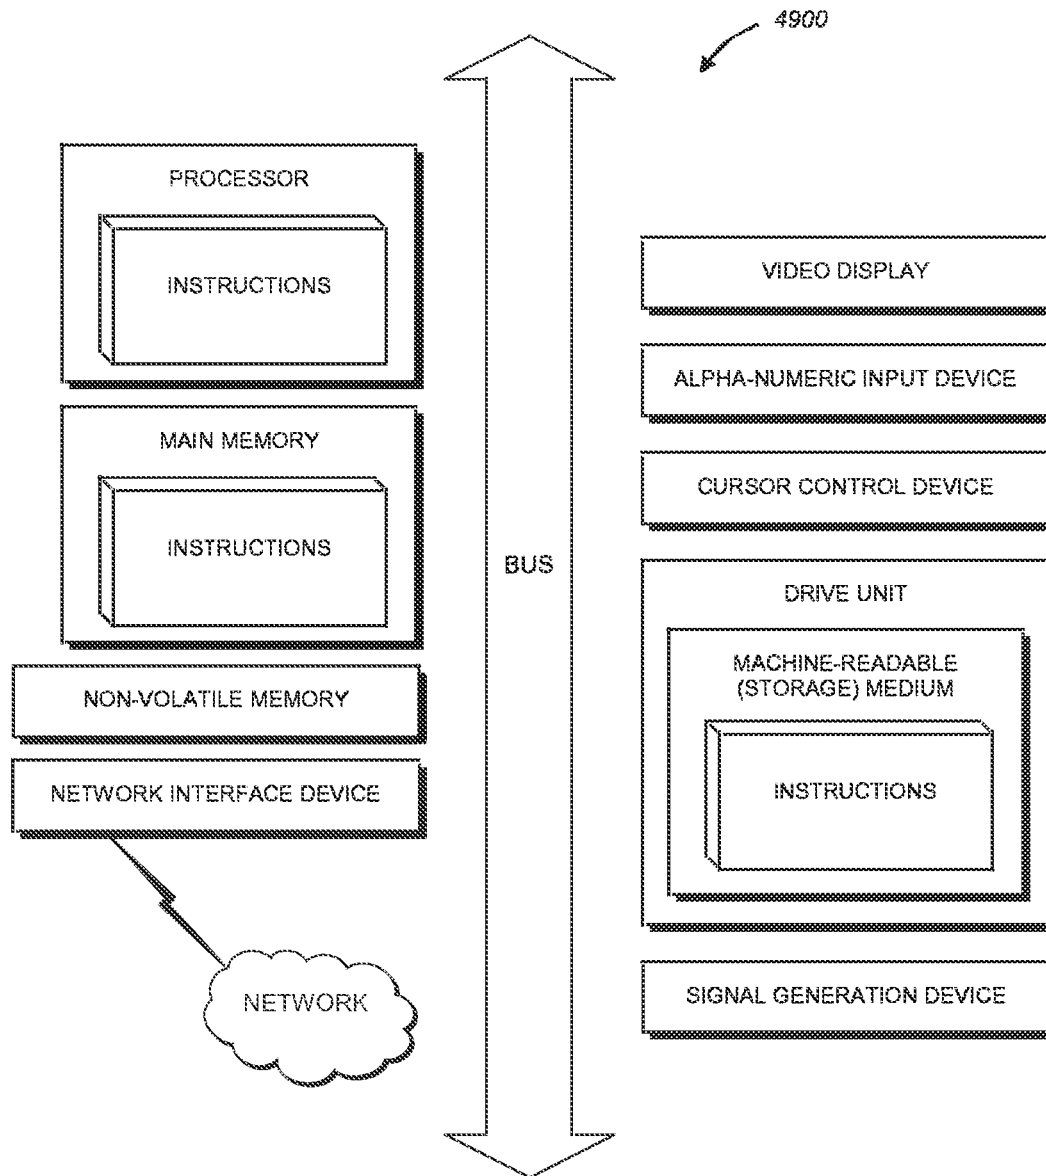 4900
PROCESSOR
INSTRUCTIONS
MAIN MEMORY
INSTRUCTIONS
NON-VOLATILE MEMORY
NETWORK INTERFACE DEVICE
NETWORK
BUS
VIDEO DISPLAY
ALPHA-NUMERIC INPUT DEVICE
CURSOR CONTROL DEVICE
DRIVE UNIT
MACHINE-READABLE
(STORAGE) MEDIUM
INSTRUCTIONS
SIGNAL GENERATION DEVICE